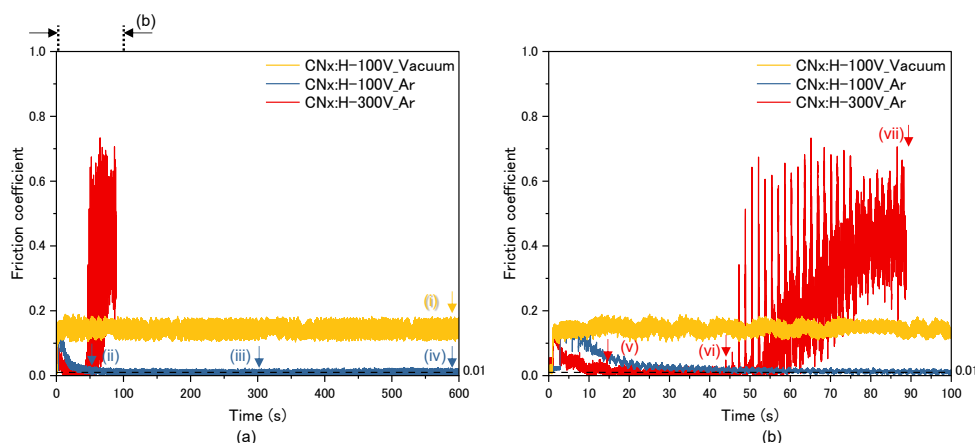 (b)
CNx:H-100V_Vacuum
CNx:H-100V_Ar
CNx:H-300V_Ar
Friction coefficient
1.0
0.8
0.6
0.4
0.2
0.0
(i)
(ii)
(iii)
(iv)
0.01
0 100 200 300 400 500 600
Time (s)
(a)
CNx:H-100V_Vacuum
CNx:H-100V_Ar
CNx:H-300V_Ar
Friction coefficient
1.0
0.8
0.6
0.4
0.2
0.0
(vii)
(v)
(vi)
0.01
0 10 20 30 40 50 60 70 80 90 100
Time (s)
(b)